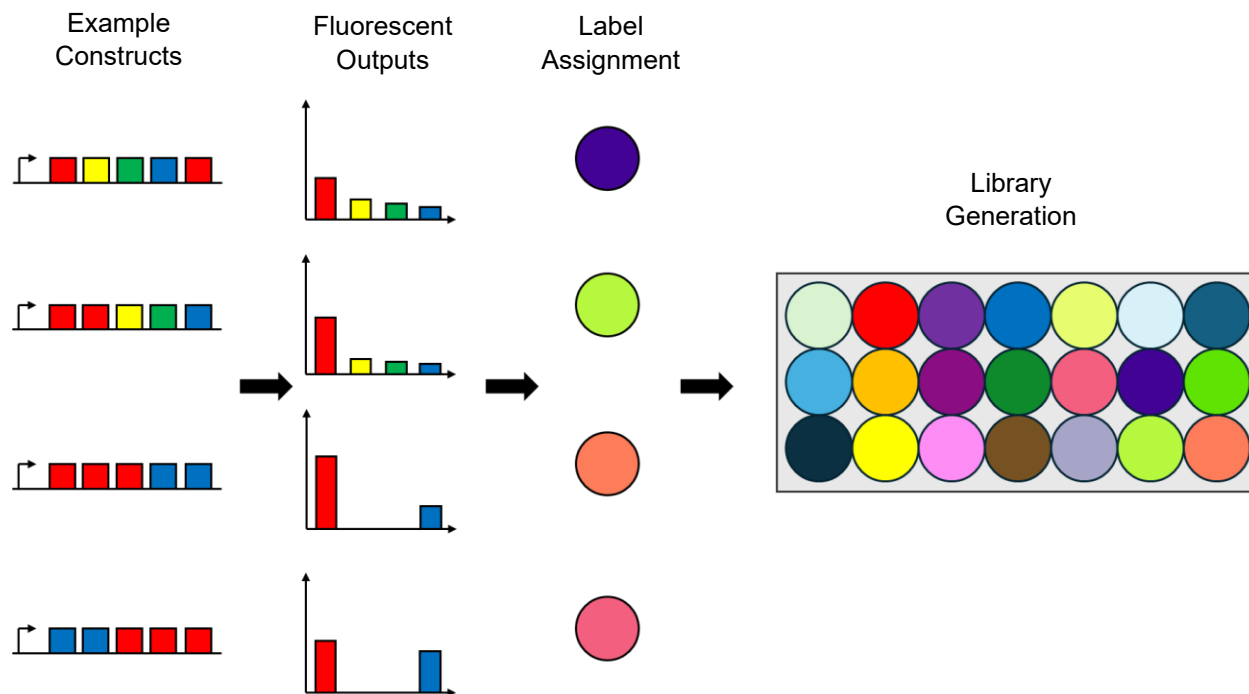 Example
Constructs
Fluorescent
Outputs
Label
Assignment
Library
Generation